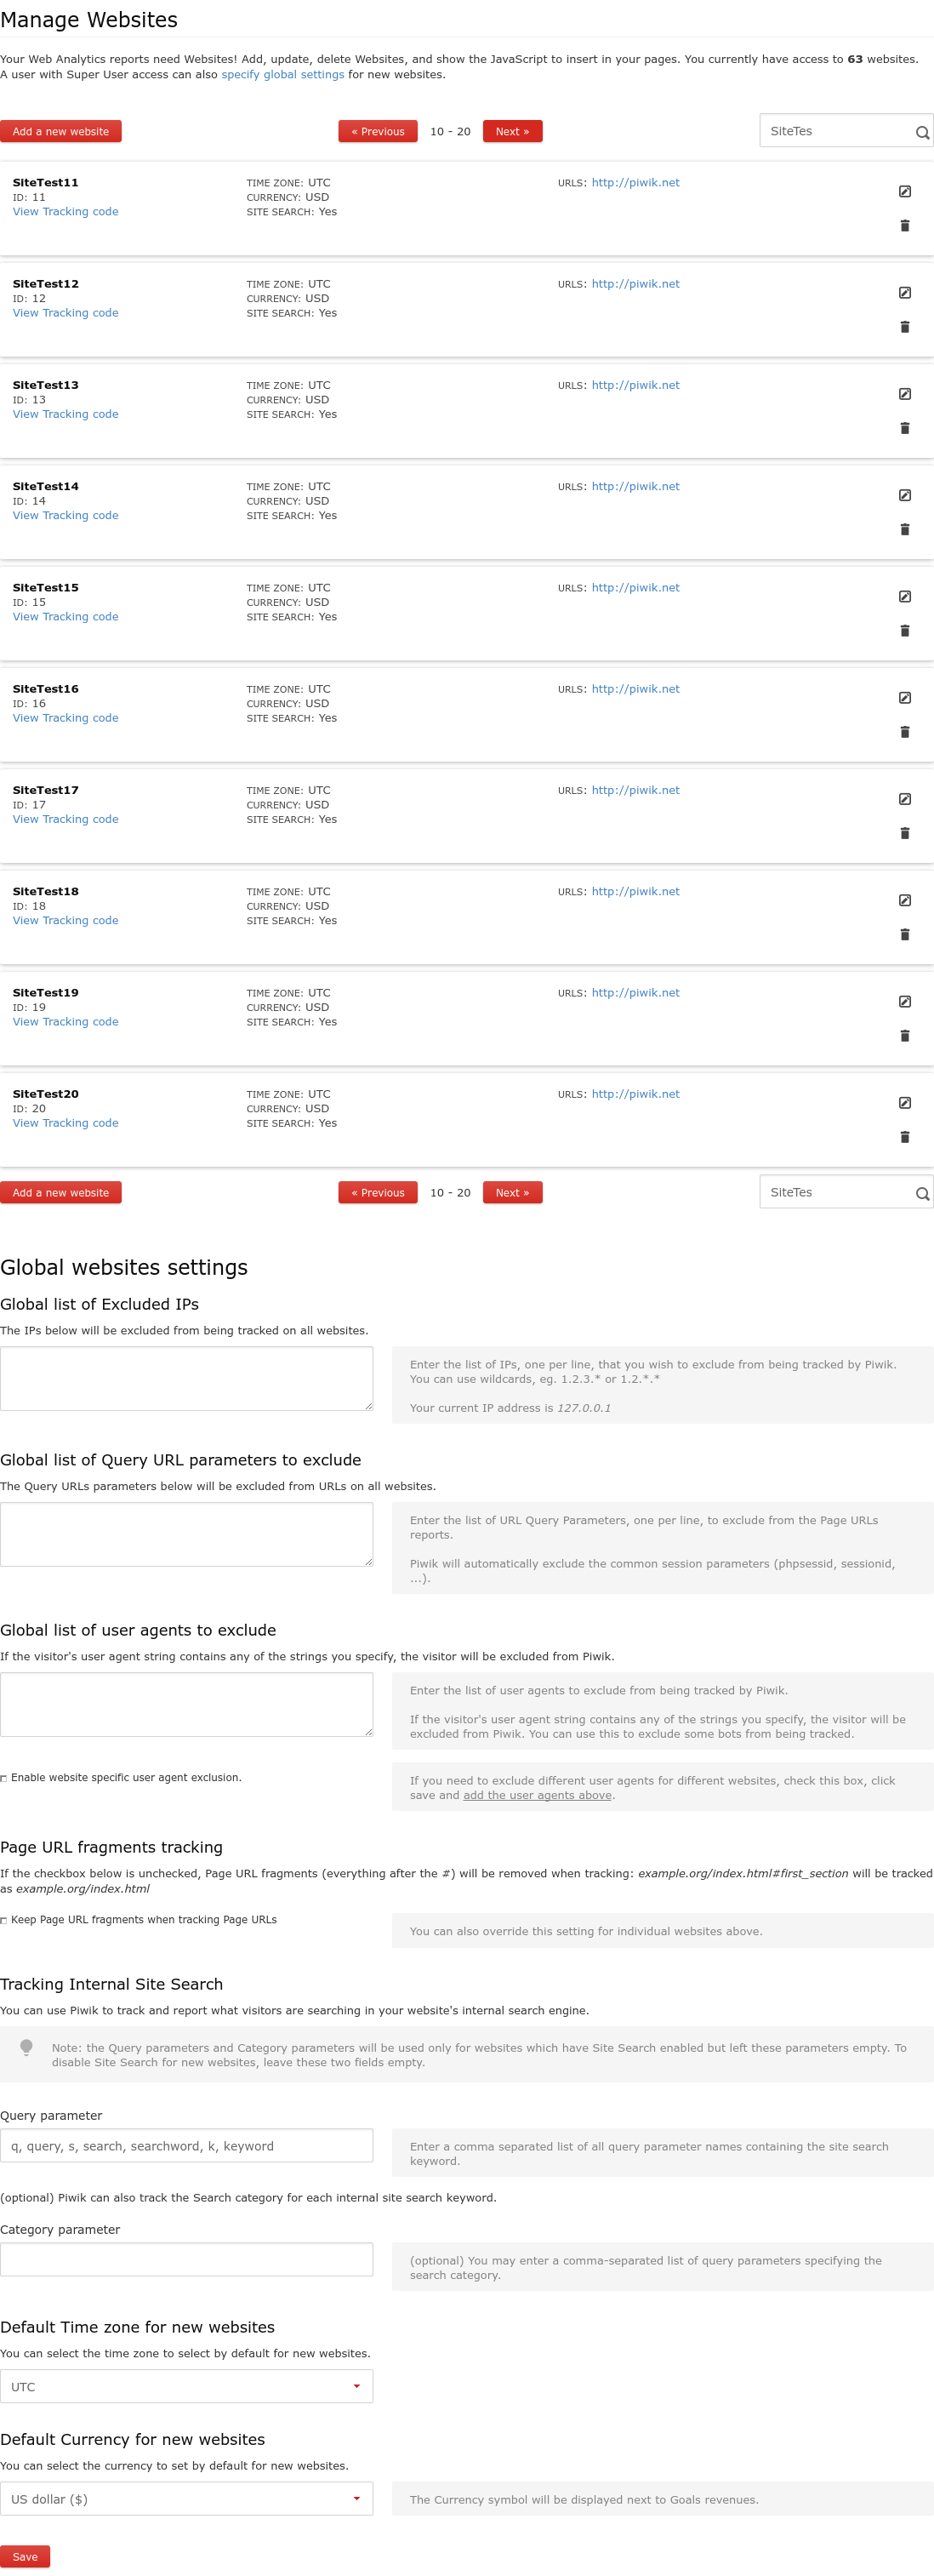 Manage Websites
Your Web Analytics reports need Websites! Add, update, delete Websites, and show the JavaScript to insert in your pages. You currently have access to 63 websites.
A user with Super User access can also specify global settings for new websites.
Add a new website « Previous 10 - 20 Next » SiteTes
SiteTest11 TIME ZONE: UTC URLS: http://piwik.net
ID: 11 CURRENCY: USD
View Tracking code SITE SEARCH: Yes
SiteTest12 TIME ZONE: UTC URLS: http://piwik.net
ID: 12 CURRENCY: USD
View Tracking code SITE SEARCH: Yes
SiteTest13 TIME ZONE: UTC URLS: http://piwik.net
ID: 13 CURRENCY: USD
View Tracking code SITE SEARCH: Yes
SiteTest14 TIME ZONE: UTC URLS: http://piwik.net
ID: 14 CURRENCY: USD
View Tracking code SITE SEARCH: Yes
SiteTest15 TIME ZONE: UTC URLS: http://piwik.net
ID: 15 CURRENCY: USD
View Tracking code SITE SEARCH: Yes
SiteTest16 TIME ZONE: UTC URLS: http://piwik.net
ID: 16 CURRENCY: USD
View Tracking code SITE SEARCH: Yes
SiteTest17 TIME ZONE: UTC URLS: http://piwik.net
ID: 17 CURRENCY: USD
View Tracking code SITE SEARCH: Yes
SiteTest18 TIME ZONE: UTC URLS: http://piwik.net
ID: 18 CURRENCY: USD
View Tracking code SITE SEARCH: Yes
SiteTest19 TIME ZONE: UTC URLS: http://piwik.net
ID: 19 CURRENCY: USD
View Tracking code SITE SEARCH: Yes
SiteTest20 TIME ZONE: UTC URLS: http://piwik.net
ID: 20 CURRENCY: USD
View Tracking code SITE SEARCH: Yes
Add a new website « Previous 10 - 20 Next » SiteTes
Global websites settings
Global list of Excluded IPs
The IPs below will be excluded from being tracked on all websites.
Enter the list of IPs, one per line, that you wish to exclude from being tracked by Piwik.
You can use wildcards, eg. 1.2.3.* or 1.2.*.*
Your current IP address is 127.0.0.1
Global list of Query URL parameters to exclude
The Query URLs parameters below will be excluded from URLs on all websites.
Enter the list of URL Query Parameters, one per line, to exclude from the Page URLs
reports.
Piwik will automatically exclude the common session parameters (phpsessid, sessionid,
...).
Global list of user agents to exclude
If the visitor's user agent string contains any of the strings you specify, the visitor will be excluded from Piwik.
Enter the list of user agents to exclude from being tracked by Piwik.
If the visitor's user agent string contains any of the strings you specify, the visitor will be
excluded from Piwik. You can use this to exclude some bots from being tracked.
Enable website specific user agent exclusion.
If you need to exclude different user agents for different websites, check this box, click
save and add the user agents above.
Page URL fragments tracking
If the checkbox below is unchecked, Page URL fragments (everything after the #) will be removed when tracking: example.org/index.html#first_section will be tracked
as example.org/index.html
Keep Page URL fragments when tracking Page URLs
You can also override this setting for individual websites above.
Tracking Internal Site Search
You can use Piwik to track and report what visitors are searching in your website's internal search engine.
Note: the Query parameters and Category parameters will be used only for websites which have Site Search enabled but left these parameters empty. To
disable Site Search for new websites, leave these two fields empty.
Query parameter
q, query, s, search, searchword, k, keyword
Enter a comma separated list of all query parameter names containing the site search
keyword.
(optional) Piwik can also track the Search category for each internal site search keyword.
Category parameter
(optional) You may enter a comma-separated list of query parameters specifying the
search category.
Default Time zone for new websites
You can select the time zone to select by default for new websites.
UTC
Default Currency for new websites
You can select the currency to set by default for new websites.
US dollar ($)
The Currency symbol will be displayed next to Goals revenues.
Save